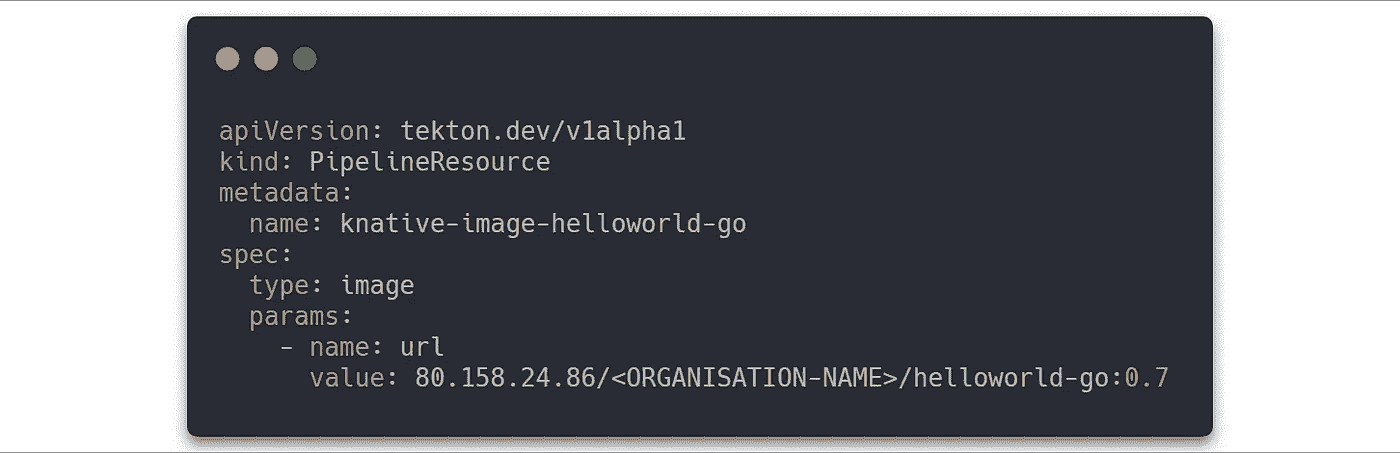 apiVersion: tekton.dev/v1alpha1
kind: PipelineResource
metadata:
  name: knative-image-helloworld-go
spec:
  type: image
  params:
    - name: url
      value: 80.158.24.86/<ORGANISATION-NAME>/helloworld-go:0.7